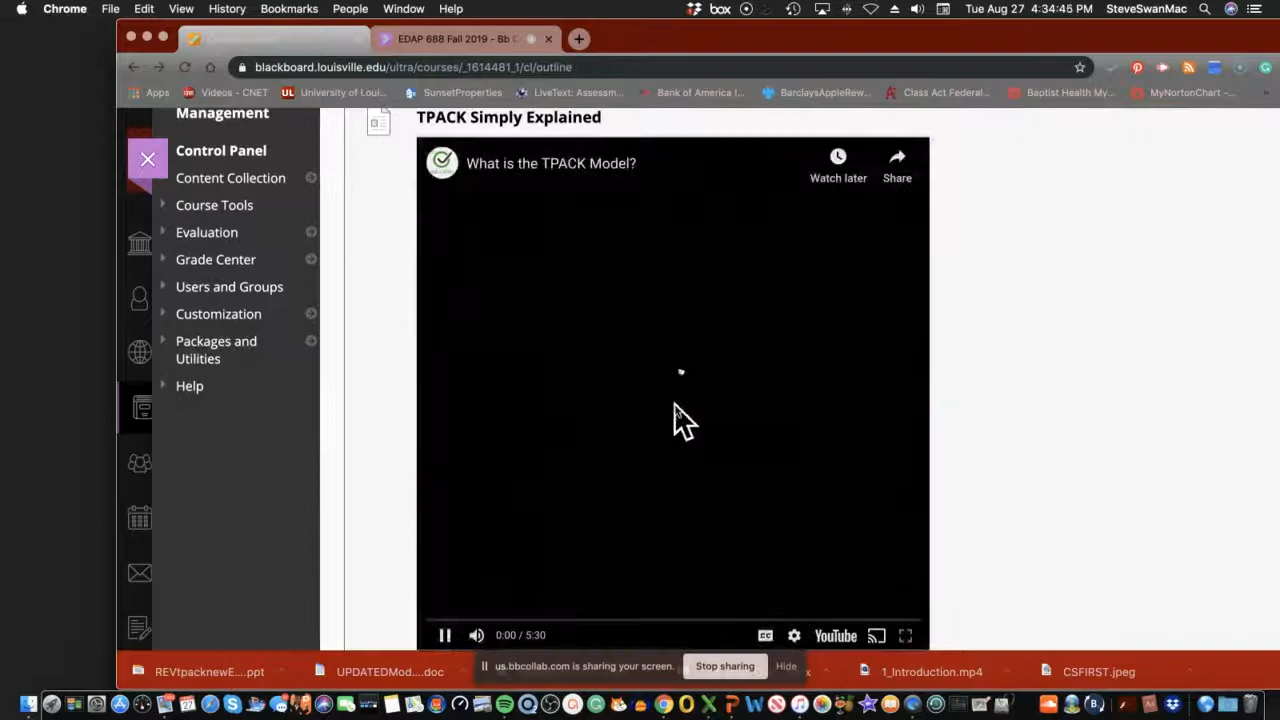 Chrome File Edit View History Bookmarks People Window Help box Tue Aug 27 4:34:45 PM SteveSwanMac
EDAP 688 Fall 2019 - Bb C
blackboard.louisville.edu/ultra/courses/_1614481_1/cl/outline
Apps Videos - CNET University of Loui... SunsetProperties LiveText: Assessm... Bank of America I... BarclaysAppleRew... Class Act Federal... Baptist Health My... MyNortonChart -...
Management
Control Panel
Content Collection
Course Tools
Evaluation
Grade Center
Users and Groups
Customization
Packages and
Utilities
Help
TPACK Simply Explained
What is the TPACK Model?
Watch later Share
0:00 / 5:30 CC YouTube
us.bbcollab.com is sharing your screen. Stop sharing Hide
REVtpacknewE....ppt UPDATEDMod....doc 1_Introduction.mp4 CSFIRST.jpeg